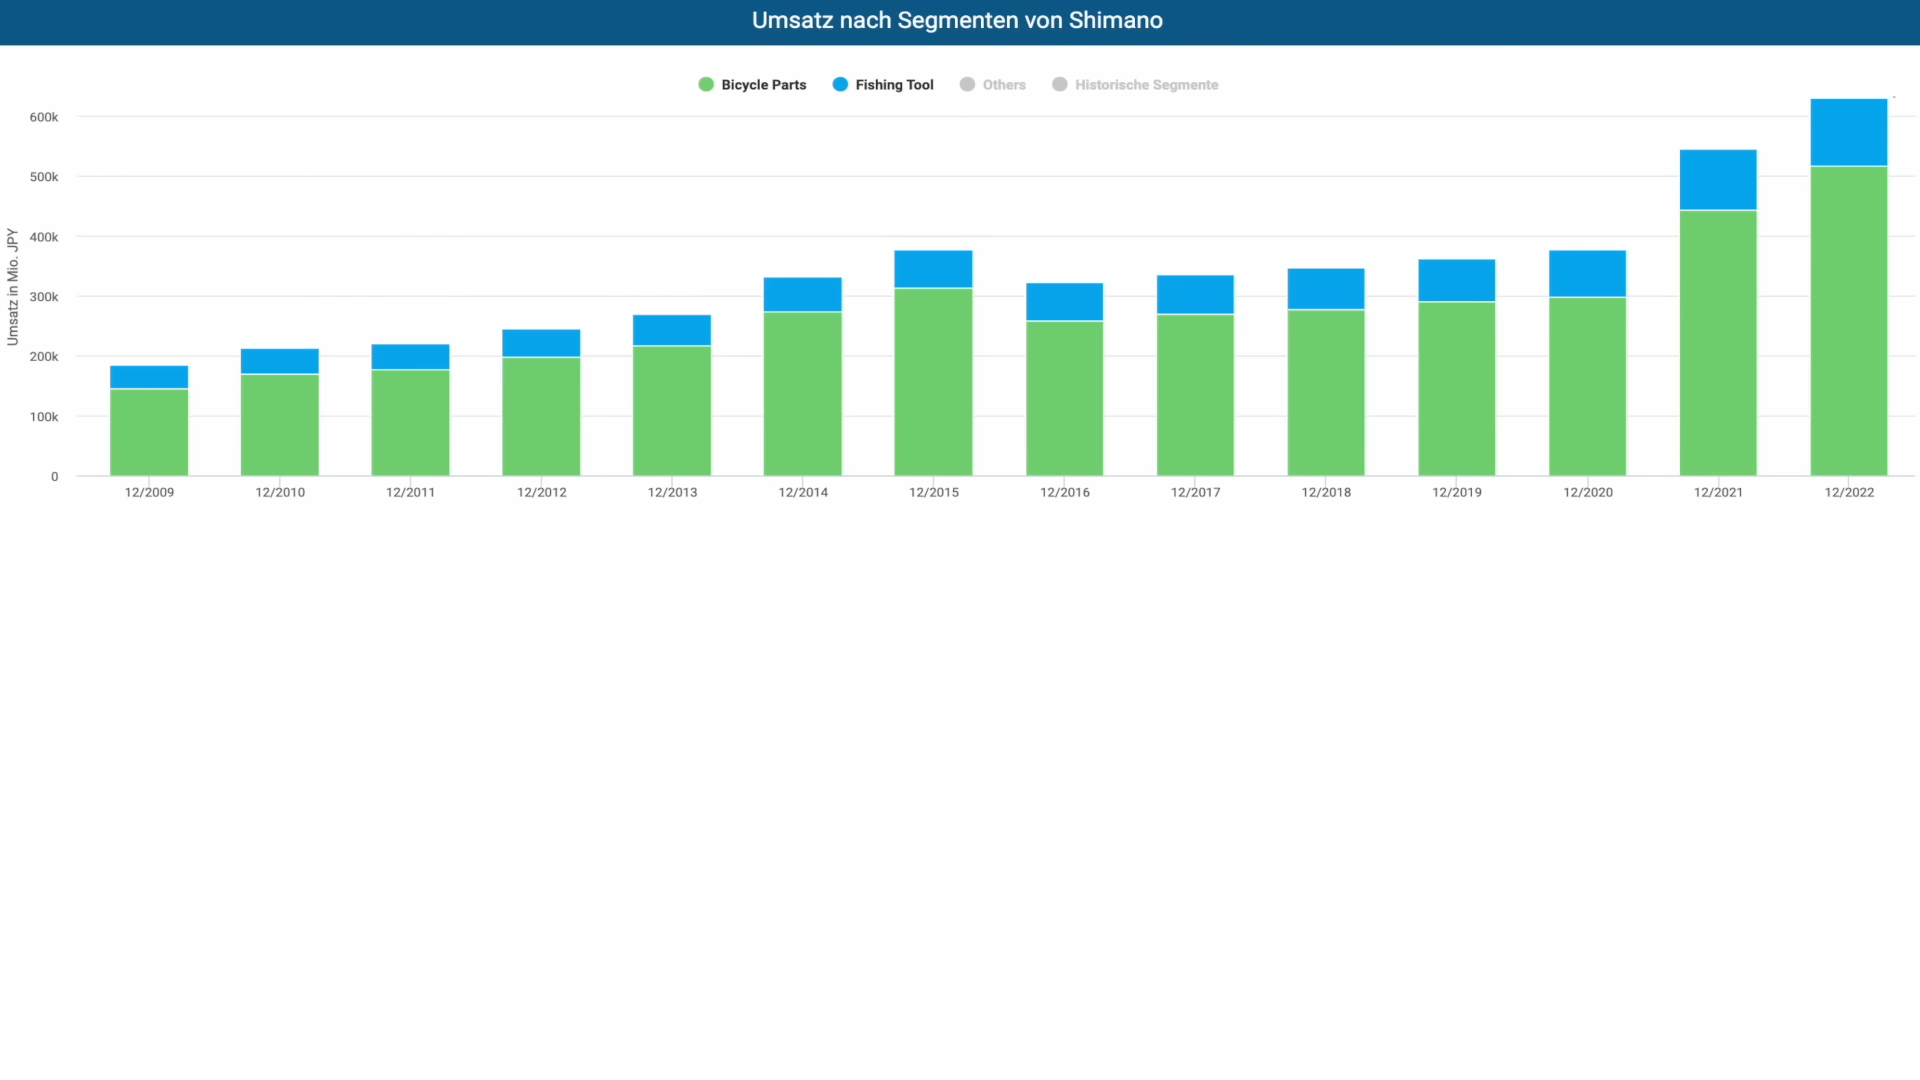 Umsatz nach Segmenten von Shimano
Bicycle Parts Fishing Tool Others Historische Segmente
Umsatz in Mio. JPY
600k
500k
400k
300k
200k
100k
0
12/2009 12/2010 12/2011 12/2012 12/2013 12/2014 12/2015 12/2016 12/2017 12/2018 12/2019 12/2020 12/2021 12/2022